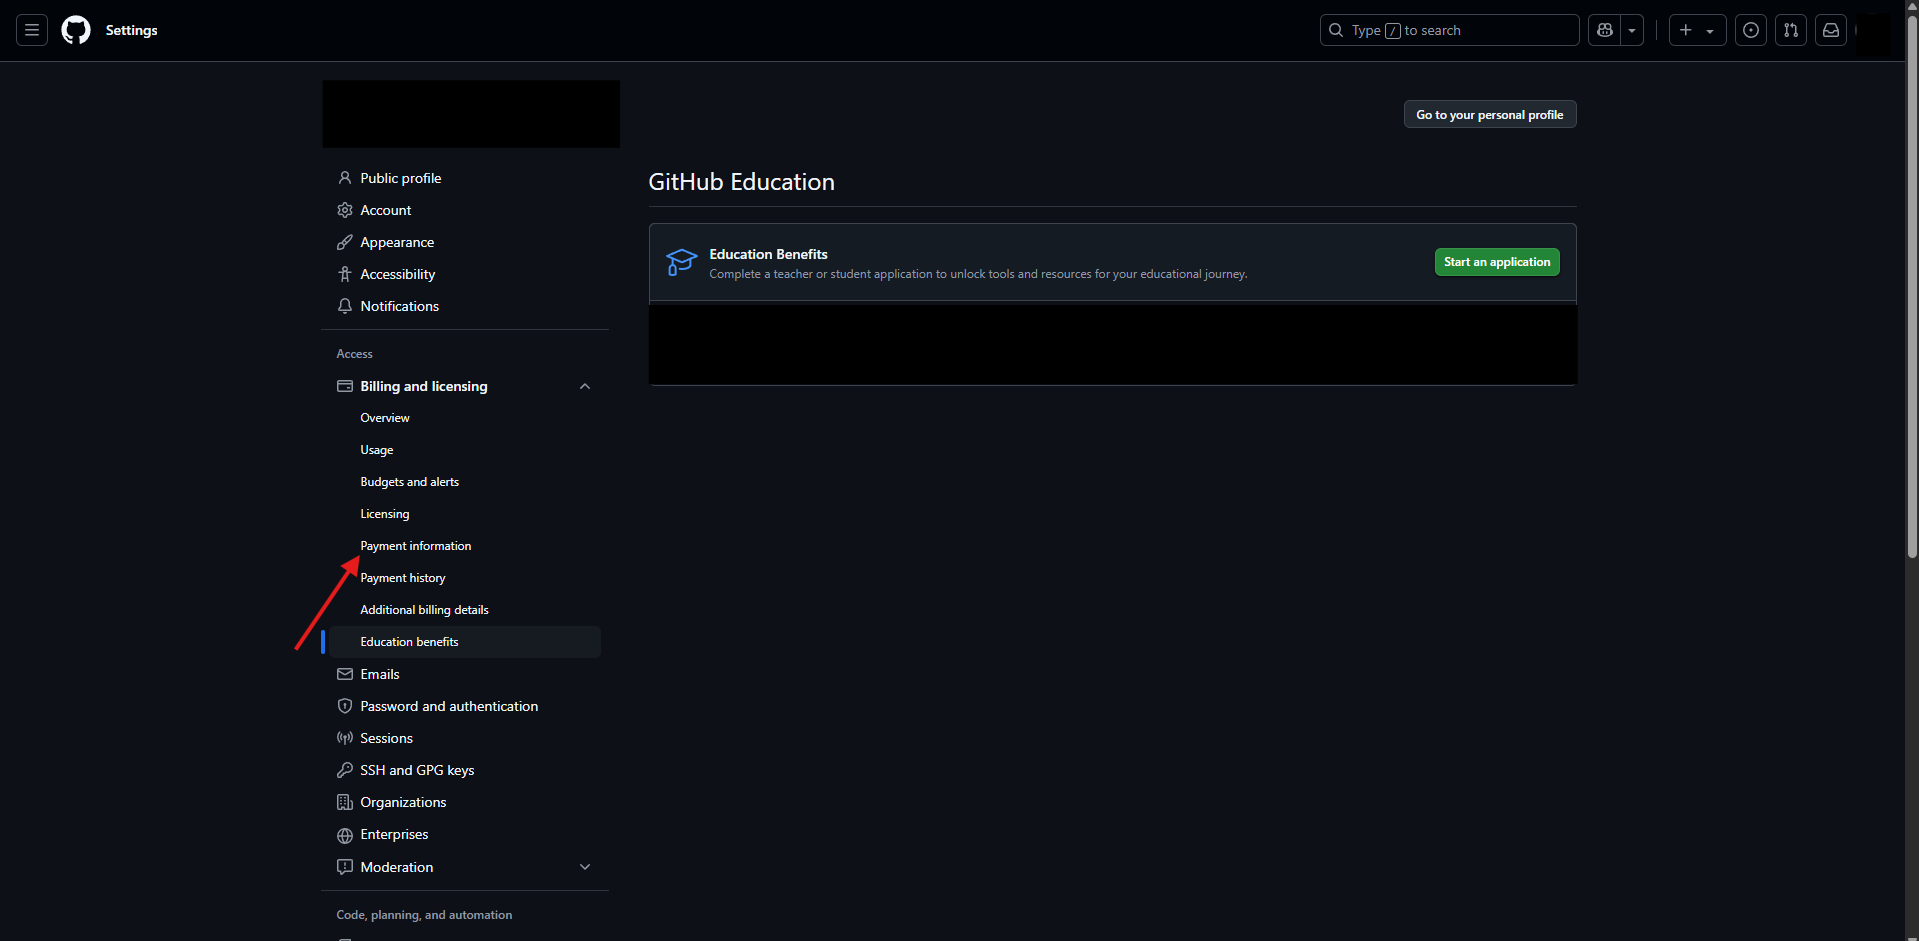 Settings
Type / to search
Go to your personal profile
Public profile
Account
Appearance
Accessibility
Notifications
Access
Billing and licensing
Overview
Usage
Budgets and alerts
Licensing
Payment information
Payment history
Additional billing details
Education benefits
Emails
Password and authentication
Sessions
SSH and GPG keys
Organizations
Enterprises
Moderation
Code, planning, and automation
GitHub Education
Education Benefits
Complete a teacher or student application to unlock tools and resources for your educational journey.
Start an application